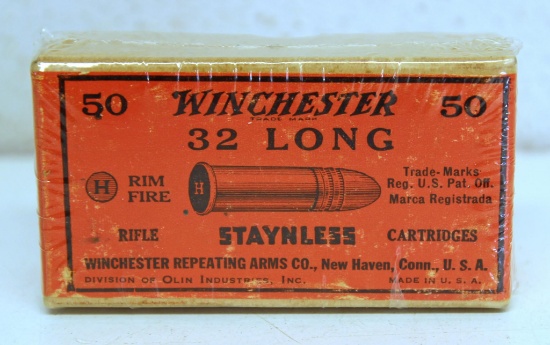 50 WINCHESTER 50
TRADE MARK
32 LONG
H RIM FIRE
H
Trade-Marks
Reg. U.S. Pat. Off.
Marca Registrada
RIFLE STAYNLESS CARTRIDGES
WINCHESTER REPEATING ARMS CO., New Haven, Conn., U. S. A.
DIVISION OF OLIN INDUSTRIES, INC. MADE IN U. S. A.